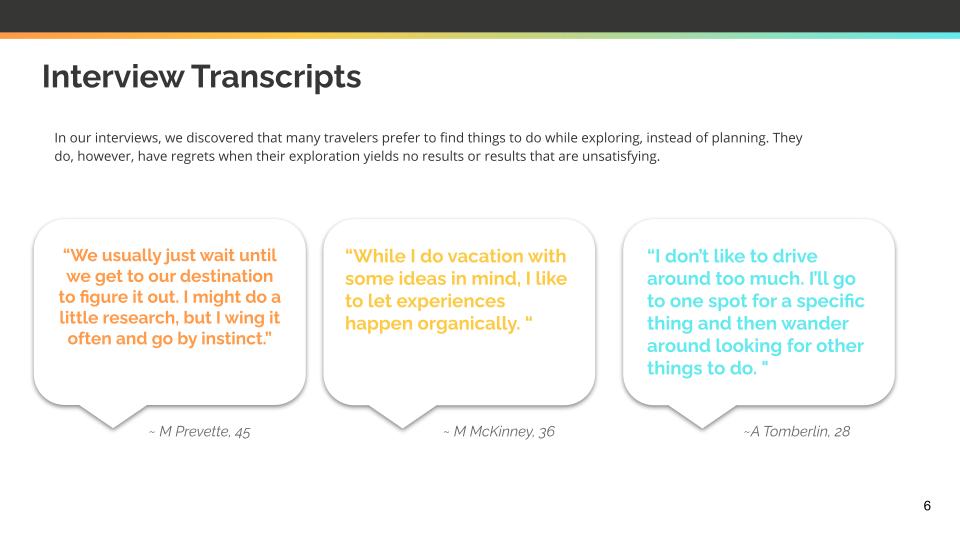 Interview Transcripts
In our interviews, we discovered that many travelers prefer to find things to do while exploring, instead of planning. They
do, however, have regrets when their exploration yields no results or results that are unsatisfying.
“We usually just wait until
we get to our destination
to figure it out. I might do a
little research, but I wing it
often and go by instinct.”
~ M Prevette, 45
“While I do vacation with
some ideas in mind, I like
to let experiences
happen organically. “
~ M McKinney, 36
“I don’t like to drive
around too much. I’ll go
to one spot for a specific
thing and then wander
around looking for other
things to do. “
~A Tomberlin, 28
6